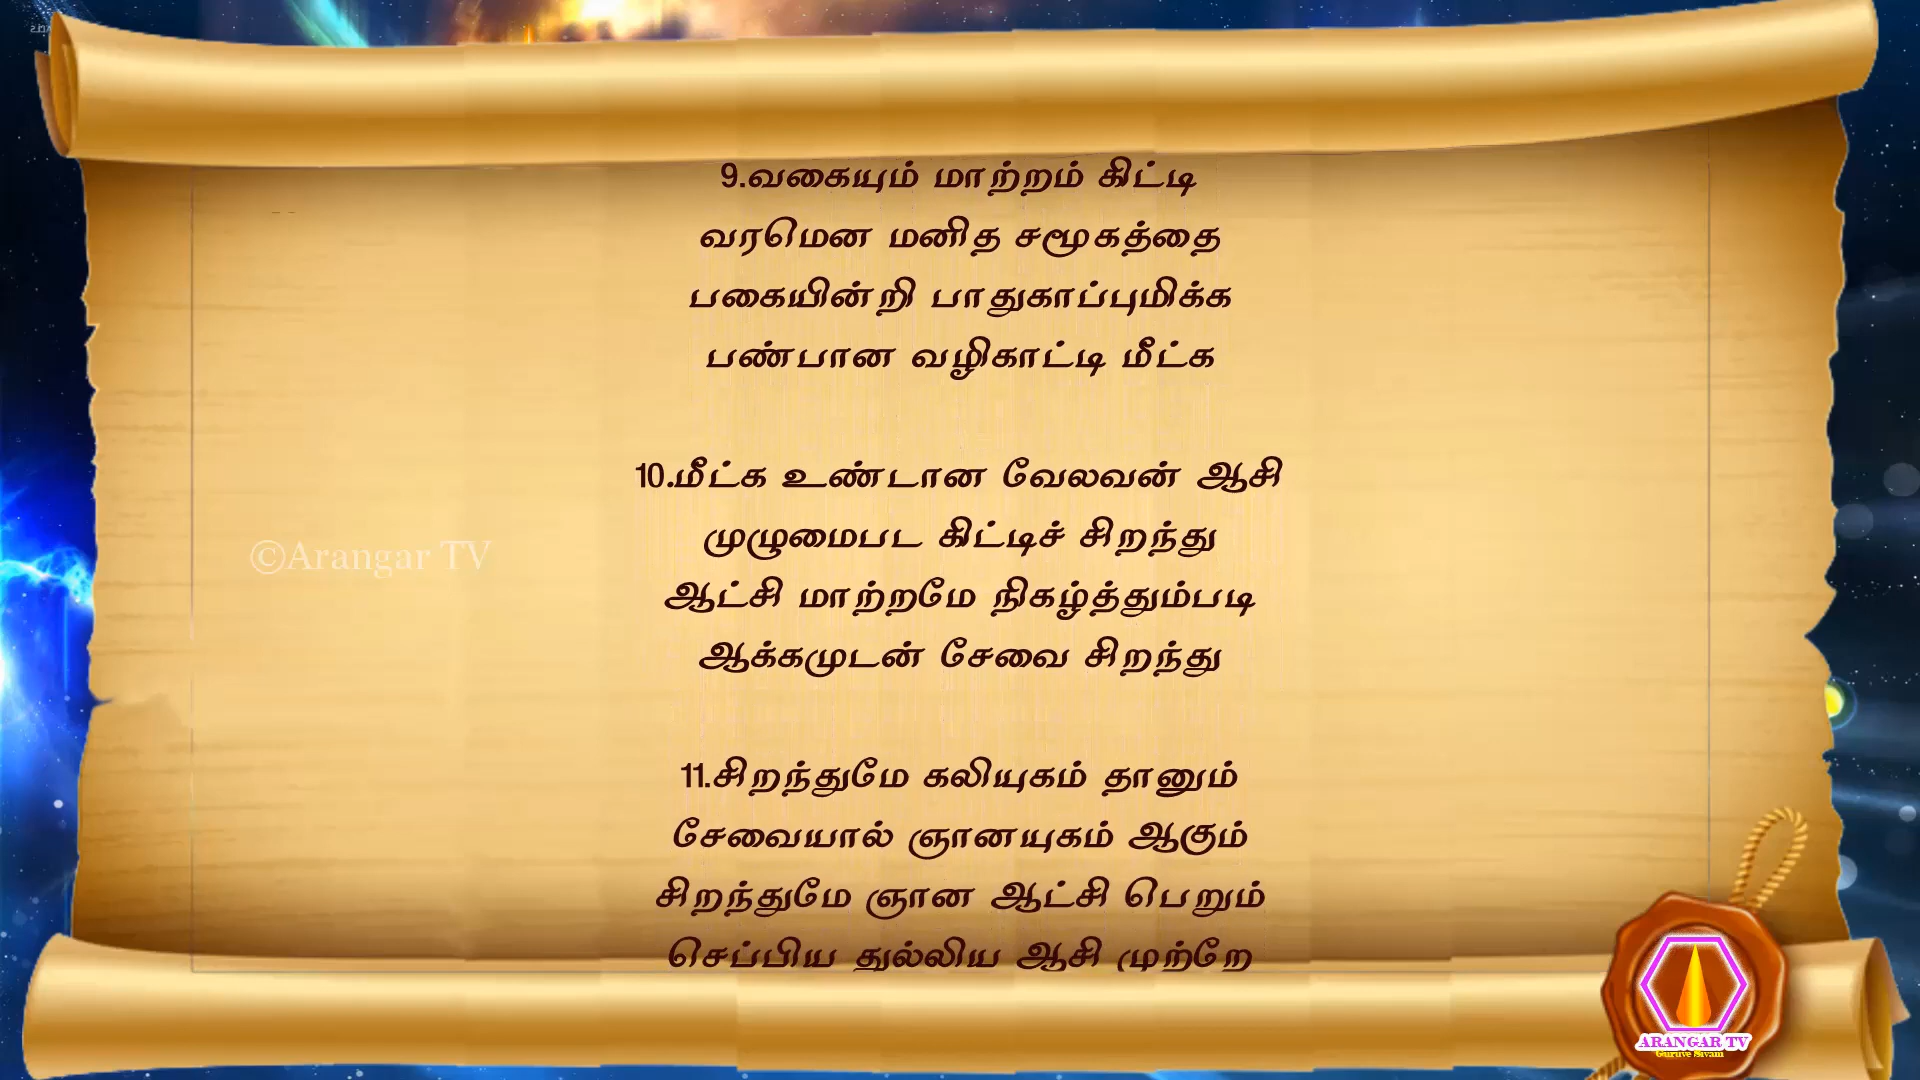 9.வகையும் மாற்றம் கிட்டி
வரமென மனித சமூகத்தை
பகையின்றி பாதுகாப்புமிக்க
பண்பான வழிகாட்டி மீட்க
10.மீட்க உண்டான வேலவன் ஆசி
முழுமைபட கிட்டிச் சிறந்து
©Arangar TV
ஆட்சி மாற்றமே நிகழ்த்தும்படி
ஆக்கமுடன் சேவை சிறந்து
11.சிறந்துமே கலியுகம் தானும்
சேவையால் ஞானயுகம் ஆகும்
சிறந்துமே ஞான ஆட்சி பெறும்
செப்பிய துல்லிய ஆசி முற்றே
ARANGAR TV
Guruve Sivam